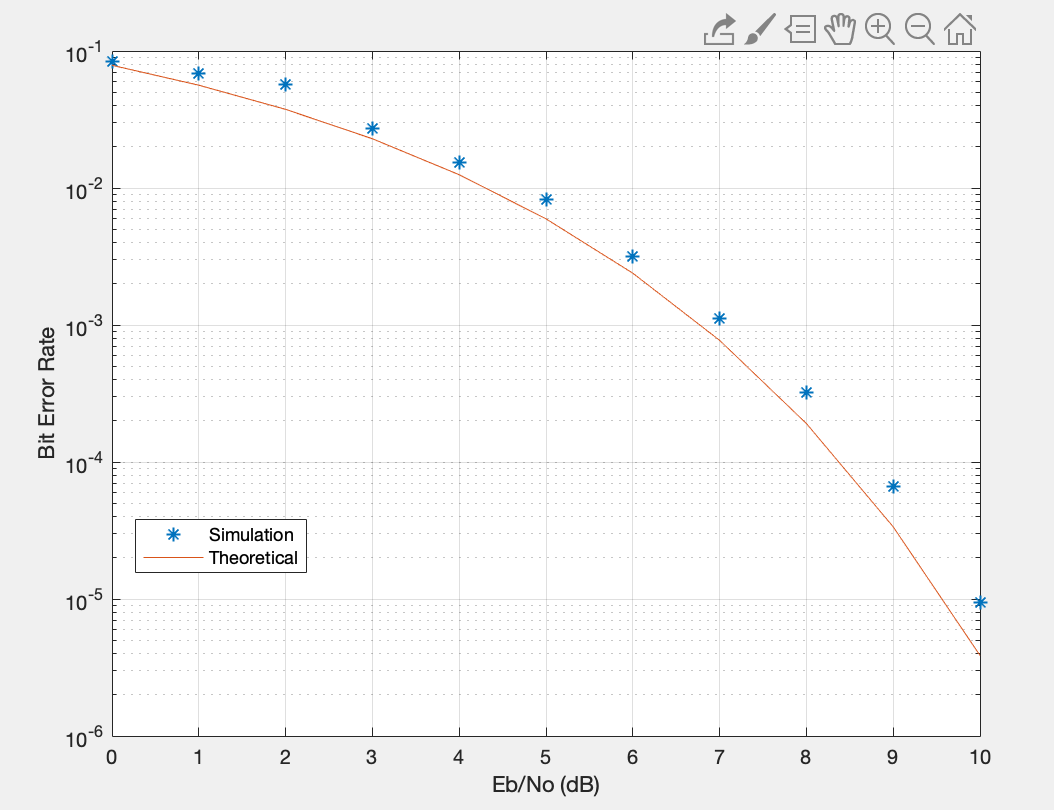 10-1
10-2
10-3
10-4
10-5
10-6
Bit Error Rate
Simulation
Theoretical
0 1 2 3 4 5 6 7 8 9 10
Eb/No (dB)